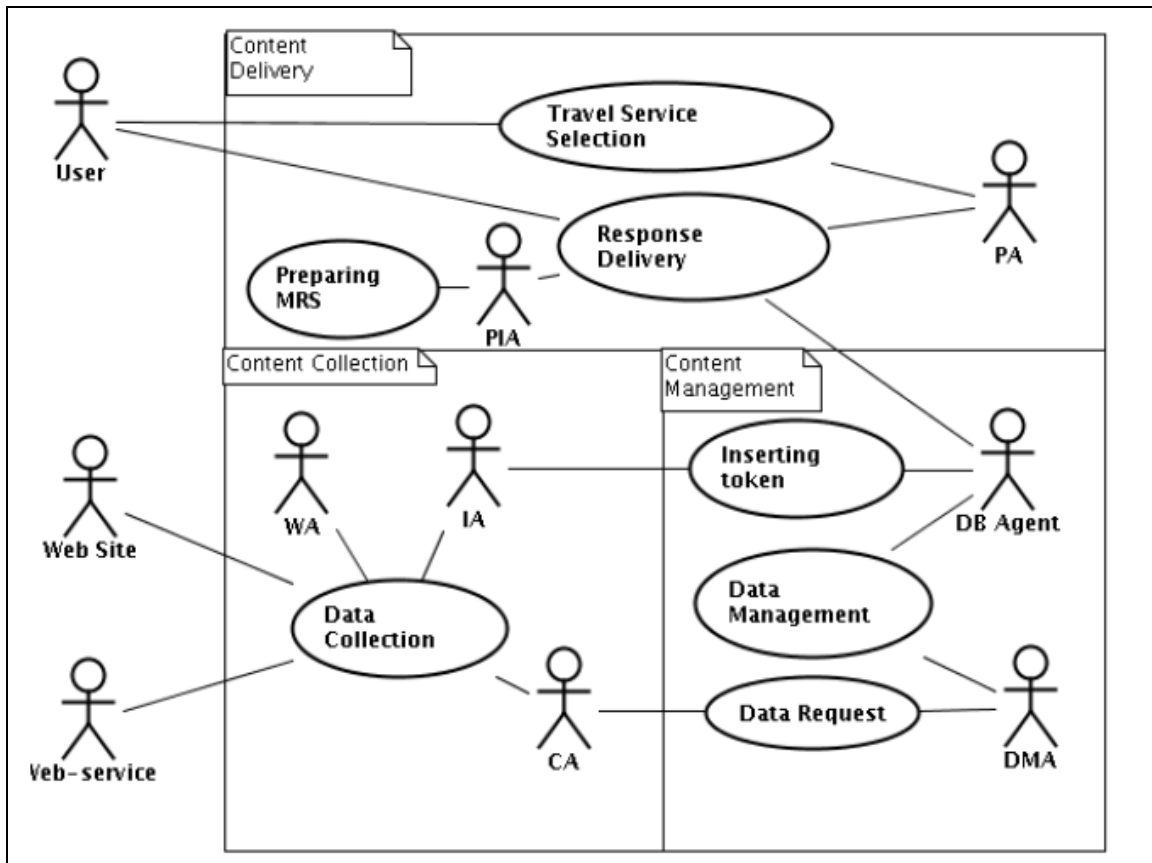 Content
Delivery
Travel Service
Selection
User
PA
Response
Delivery
Preparing
MRS
PIA
Content Collection
Content
Management
WA
IA
Inserting
token
DB Agent
Web Site
Data
Collection
Data
Management
Web-service
CA
Data Request
DMA